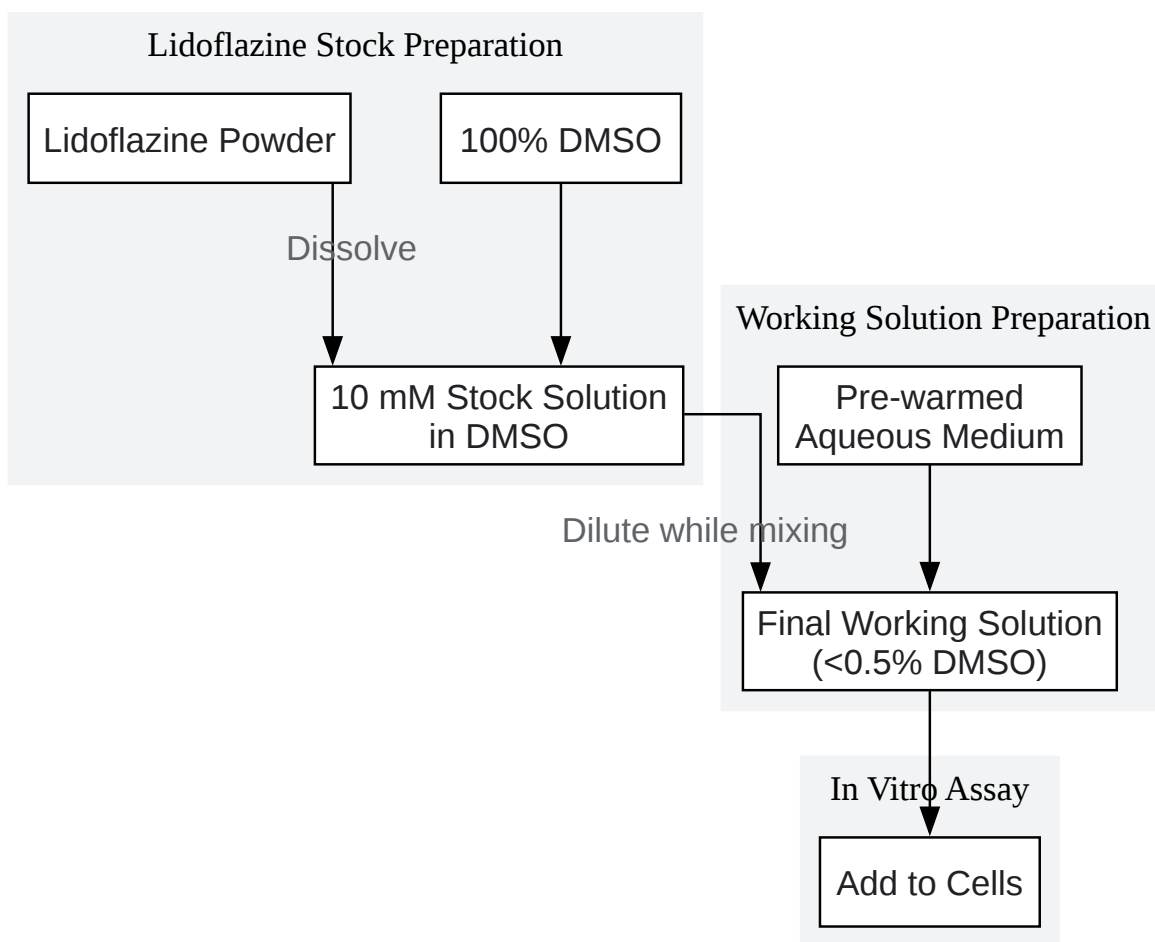 Lidoflazine Stock Preparation
Lidoflazine Powder
100% DMSO
Dissolve
10 mM Stock Solution
in DMSO
Working Solution Preparation
Pre-warmed
Aqueous Medium
Dilute while mixing
Final Working Solution
(<0.5% DMSO)
In Vitro Assay
Add to Cells